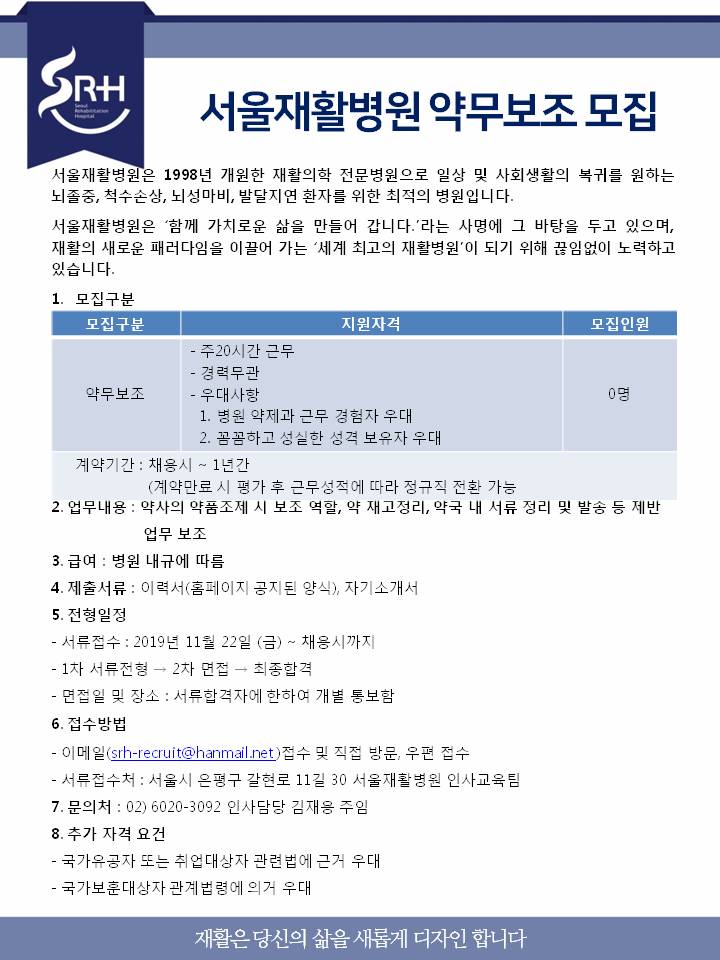 SRH
Seoul
Rehabilitation
Hospital
서울재활병원 약무보조 모집
서울재활병원은 1998년 개원한 재활의학 전문병원으로 일상 및 사회생활의 복귀를 원하는
뇌졸중, 척수손상, 뇌성마비, 발달지연 환자를 위한 최적의 병원입니다.
서울재활병원은 ‘함께 가치로운 삶을 만들어 갑니다.’라는 사명에 그 바탕을 두고 있으며,
재활의 새로운 패러다임을 이끌어 가는 ‘세계 최고의 재활병원’이 되기 위해 끊임없이 노력하고
있습니다.
1. 모집구분
모집구분 지원자격 모집인원
- 주20시간 근무
- 경력무관
약무보조 - 우대사항 0명
1. 병원 약제과 근무 경험자 우대
2. 꼼꼼하고 성실한 성격 보유자 우대
계약기간 : 채용시 ~ 1년간
(계약만료 시 평가 후 근무성적에 따라 정규직 전환 가능
2. 업무내용 : 약사의 약품조제 시 보조 역할, 약 재고정리, 약국 내 서류 정리 및 발송 등 제반
업무 보조
3. 급여 : 병원 내규에 따름
4. 제출서류 : 이력서(홈페이지 공지된 양식), 자기소개서
5. 전형일정
- 서류접수 : 2019년 11월 22일 (금) ~ 채용시까지
- 1차 서류전형 → 2차 면접 → 최종합격
- 면접일 및 장소 : 서류합격자에 한하여 개별 통보함
6. 접수방법
- 이메일(srh-recruit@hanmail.net )접수 및 직접 방문, 우편 접수
- 서류접수처 : 서울시 은평구 갈현로 11길 30 서울재활병원 인사교육팀
7. 문의처 : 02) 6020-3092 인사담당 김재용 주임
8. 추가 자격 요건
- 국가유공자 또는 취업대상자 관련법에 근거 우대
- 국가보훈대상자 관계법령에 의거 우대
재활은 당신의 삶을 새롭게 디자인 합니다